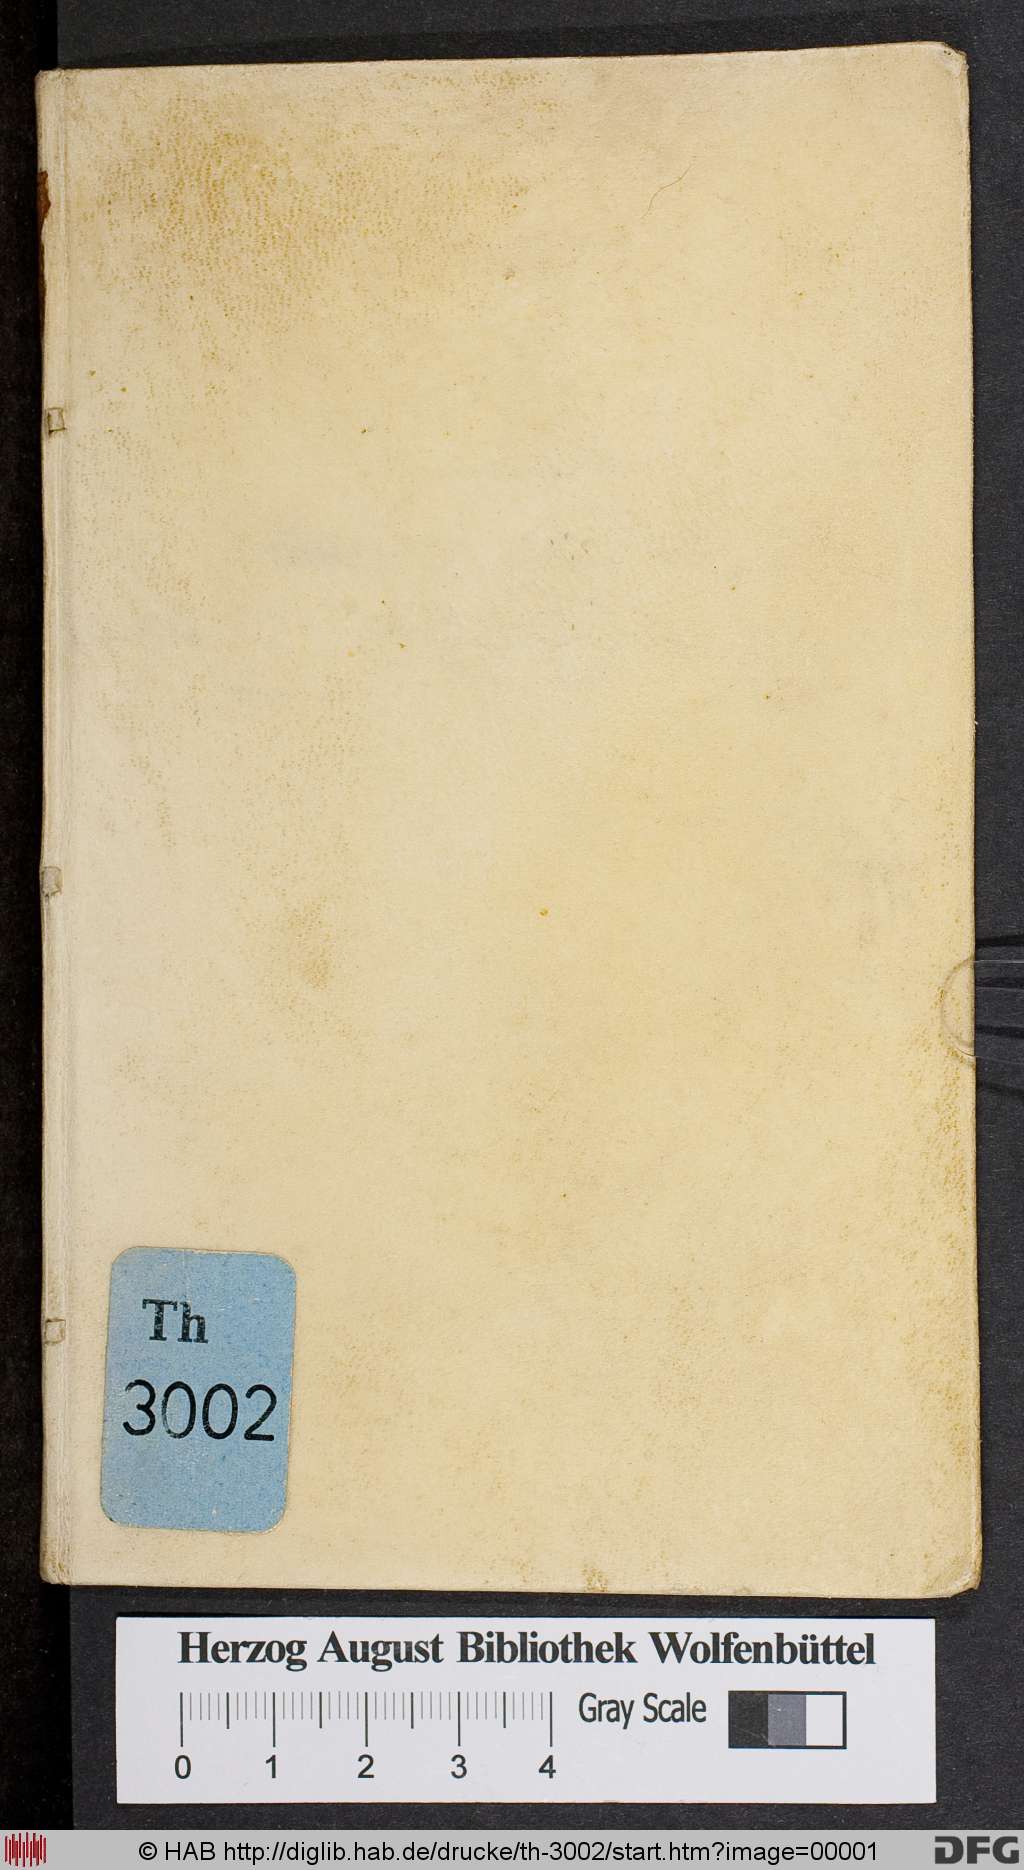 Th
3002
Herzog August Bibliothek Wolfenbüttel
Gray Scale
0 1 2 3 4
© HAB http://diglib.hab.de/drucke/th-3002/start.htm?image=00001
DFG